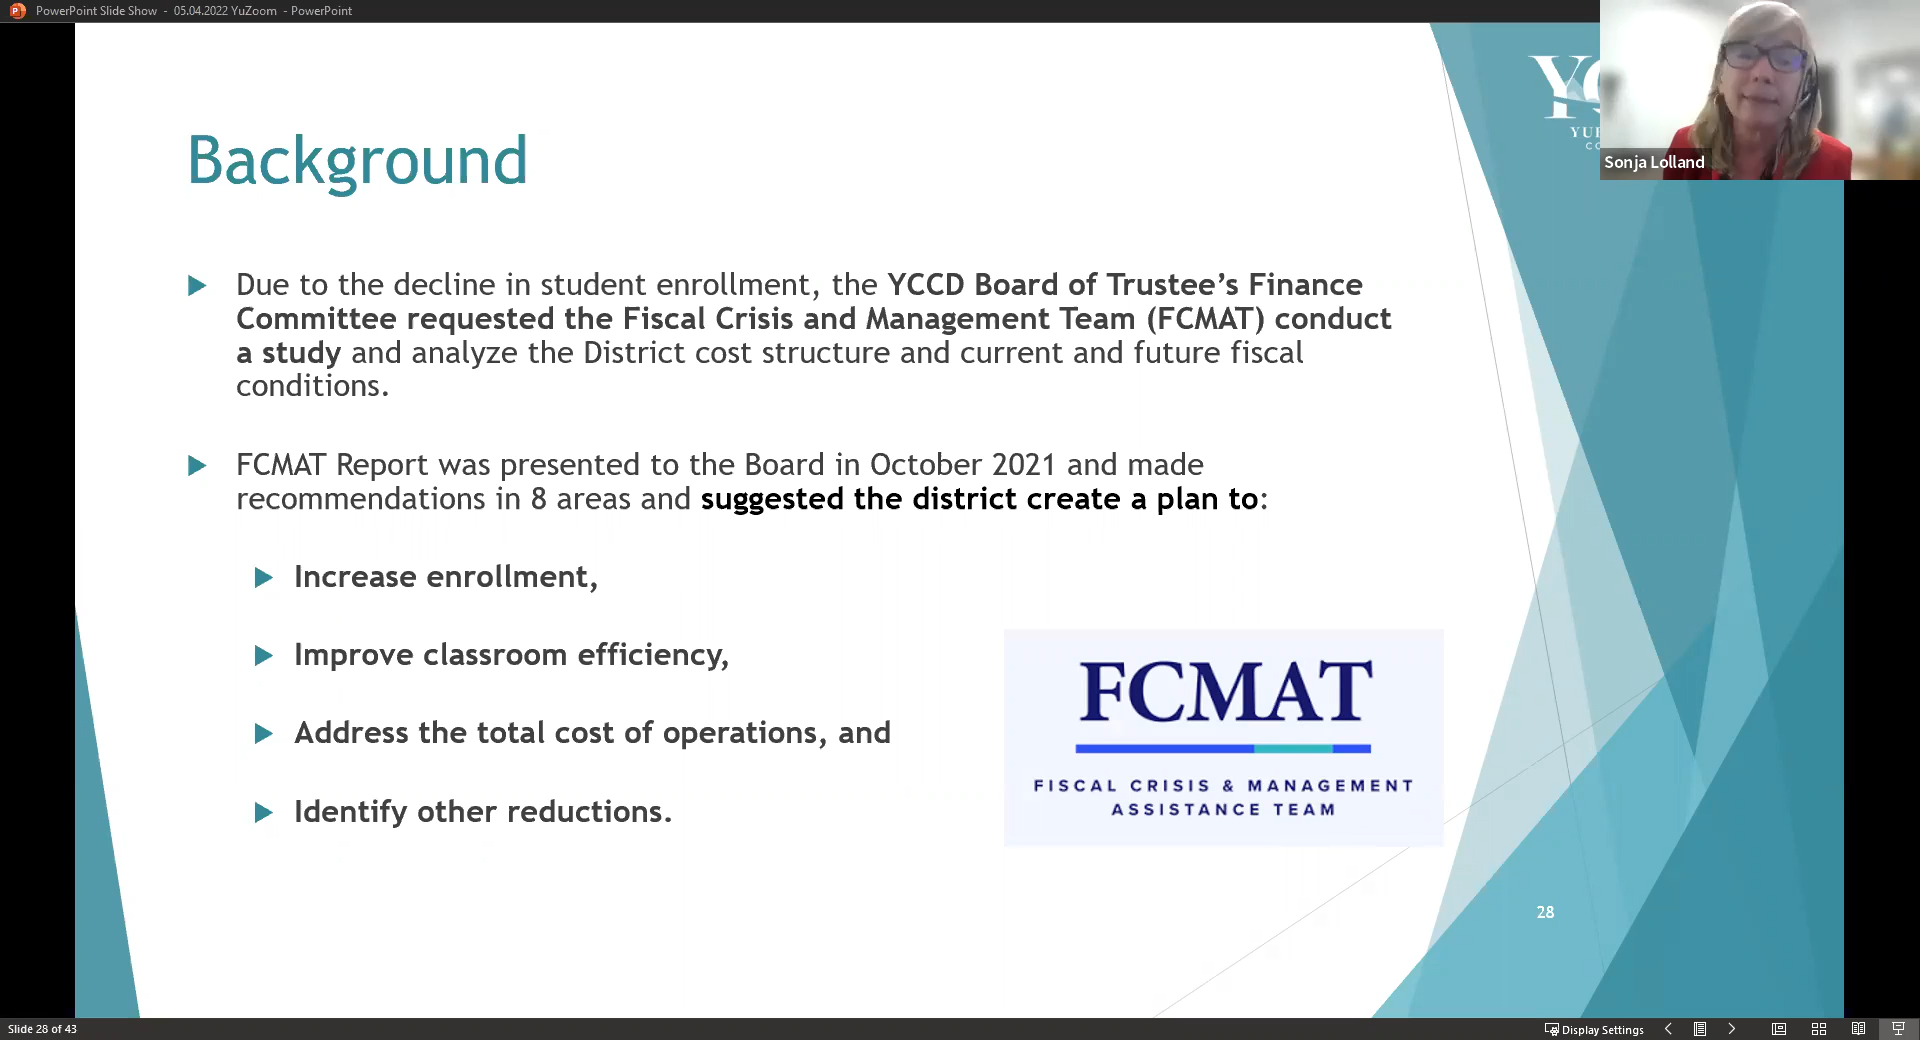 PowerPoint Slide Show - 05.04.2022 YuZoom - PowerPoint
Sonja Lolland
Background
Due to the decline in student enrollment, the YCCD Board of Trustee’s Finance
Committee requested the Fiscal Crisis and Management Team (FCMAT) conduct
a study and analyze the District cost structure and current and future fiscal
conditions.
FCMAT Report was presented to the Board in October 2021 and made
recommendations in 8 areas and suggested the district create a plan to:
Increase enrollment,
Improve classroom efficiency,
Address the total cost of operations, and
Identify other reductions.
FCMAT
FISCAL CRISIS & MANAGEMENT
ASSISTANCE TEAM
28
Slide 28 of 43
Display Settings